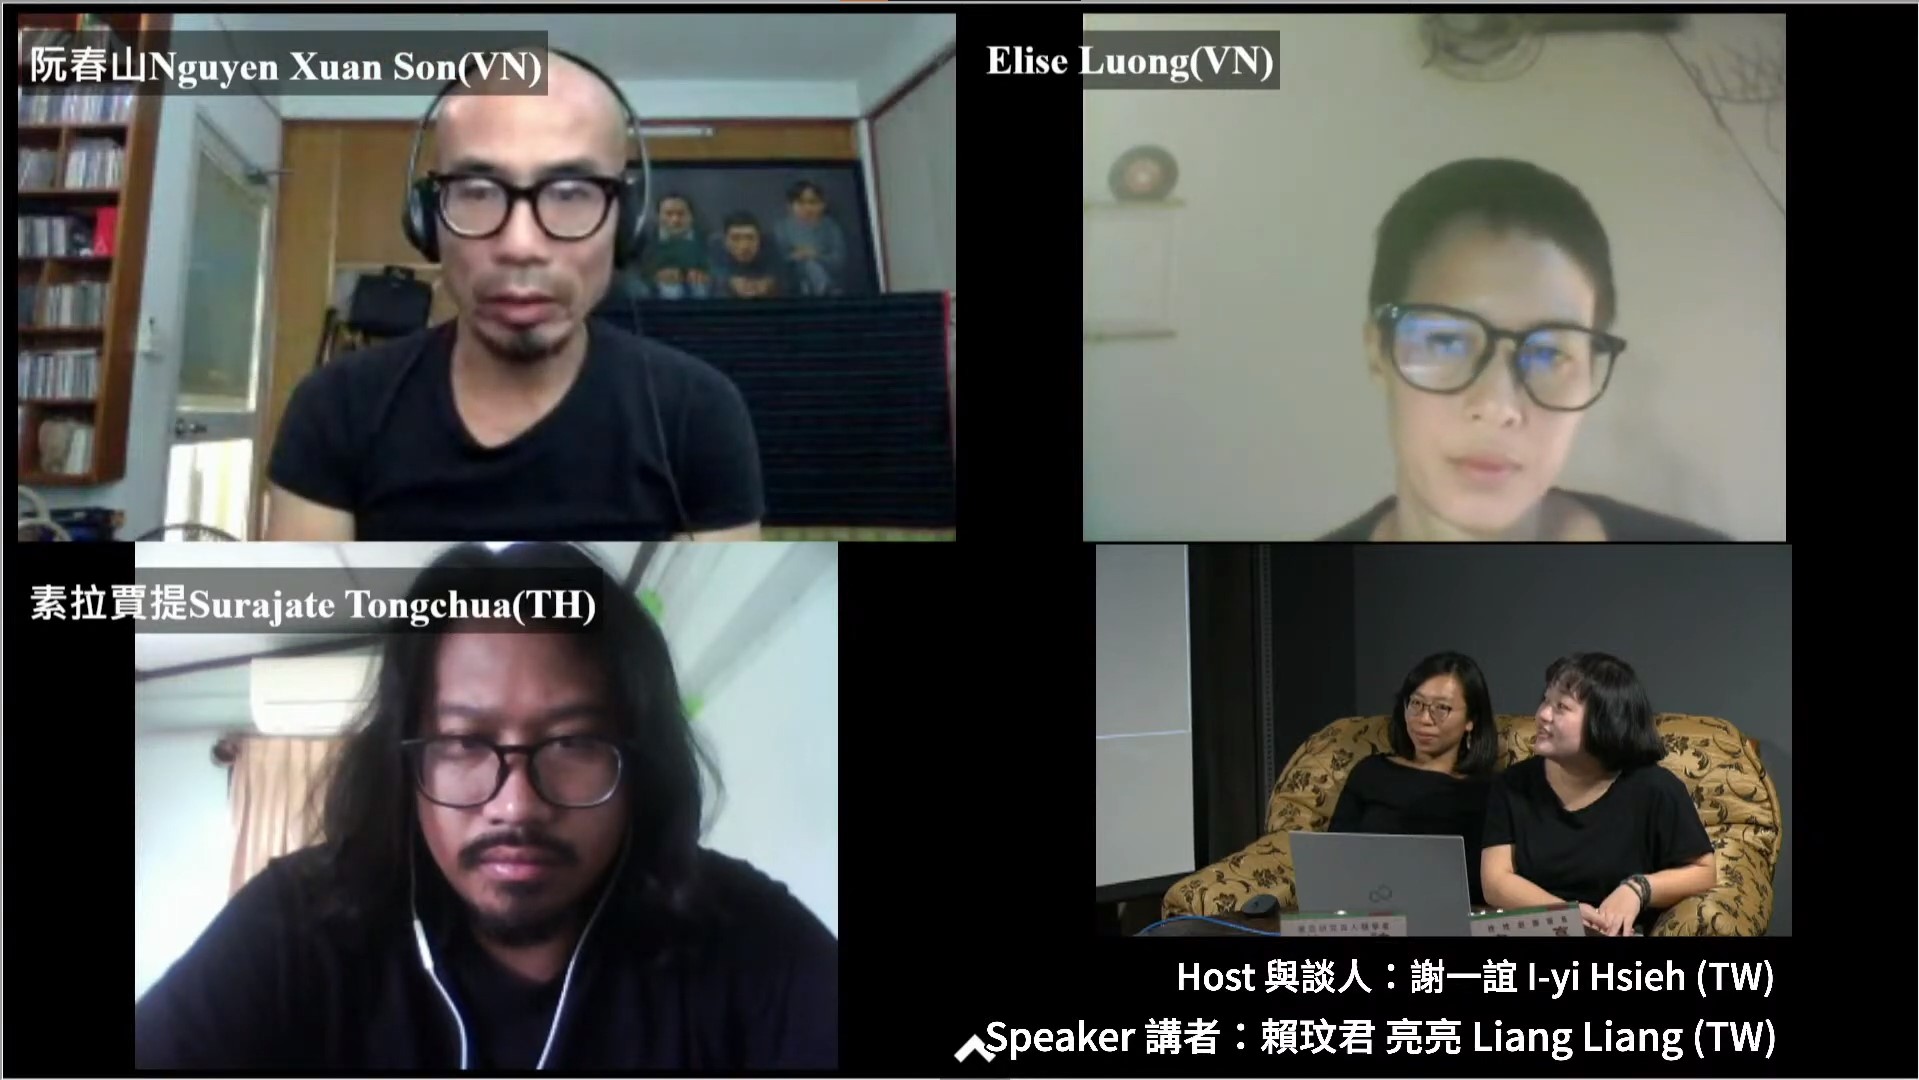 阮春山Nguyen Xuan Son(VN)
Elise Luong(VN)
素拉賈提Surajate Tongchua(TH)
Host 與談人：謝一誼 I-yi Hsieh (TW)
Speaker 講者：賴玟君 亮亮 Liang Liang (TW)